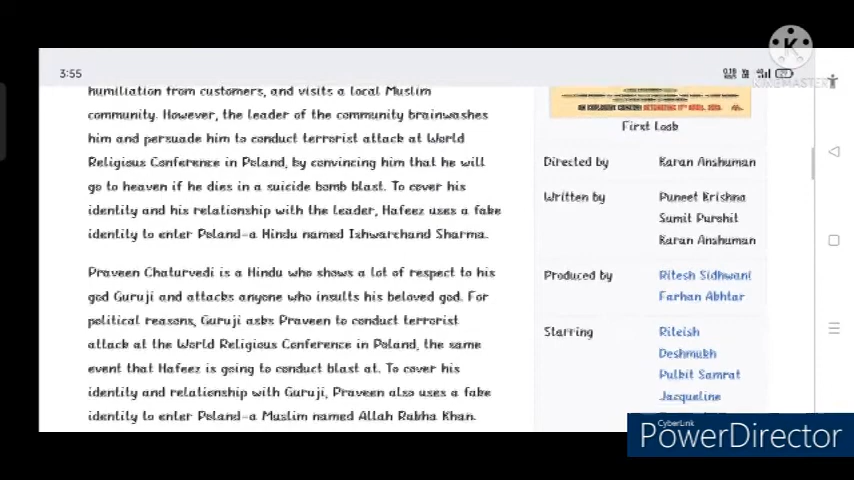 3:55
KINEMASTER
humiliation from customers, and visits a local Muslim
community. However, the leader of the community brainwashes
him and persuade him to conduct terrorist attack at World
Religious Conference in Poland, by convincing him that he will
go to heaven if he dies in a suicide bomb blast. To cover his
identity and his relationship with the leader, Hafeez uses a fake
identity to enter Poland-a Hindu named Ishwarchand Sharma.
Praveen Chaturvedi is a Hindu who shows a lot of respect to his
god Guruji and attacks anyone who insults his beloved god. For
political reasons, Guruji asks Praveen to conduct terrorist
attack at the World Religious Conference in Poland, the same
event that Hafeez is going to conduct blast at. To cover his
identity and relationship with Guruji, Praveen also uses a fake
identity to enter Poland-a Muslim named Allah Rakha Khan.
First Look
Directed by Karan Anshuman
Written by Puneet Krishna
Sumit Purohit
Karan Anshuman
Produced by Ritesh Sidhwani
Farhan Akhtar
Starring Riteish
Deshmukh
Pulkit Samrat
Jacqueline
CyberLink
PowerDirector